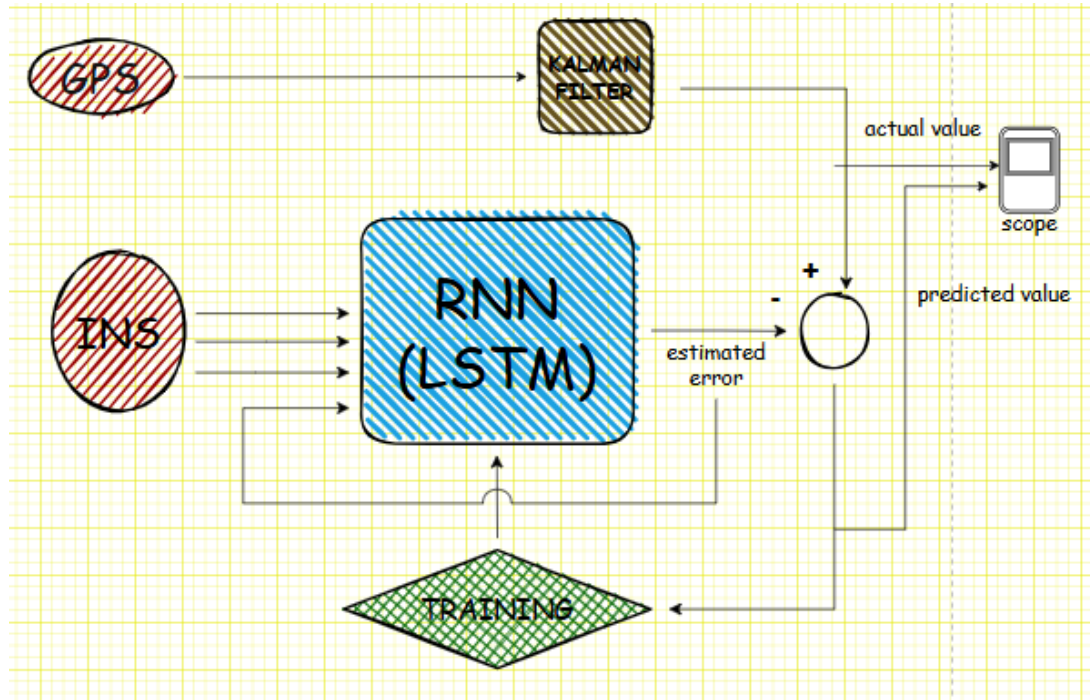 GPS
KALMAN
FILTER
actual value
scope
+
-
predicted value
INS
RNN
(LSTM)
estimated
error
TRAINING